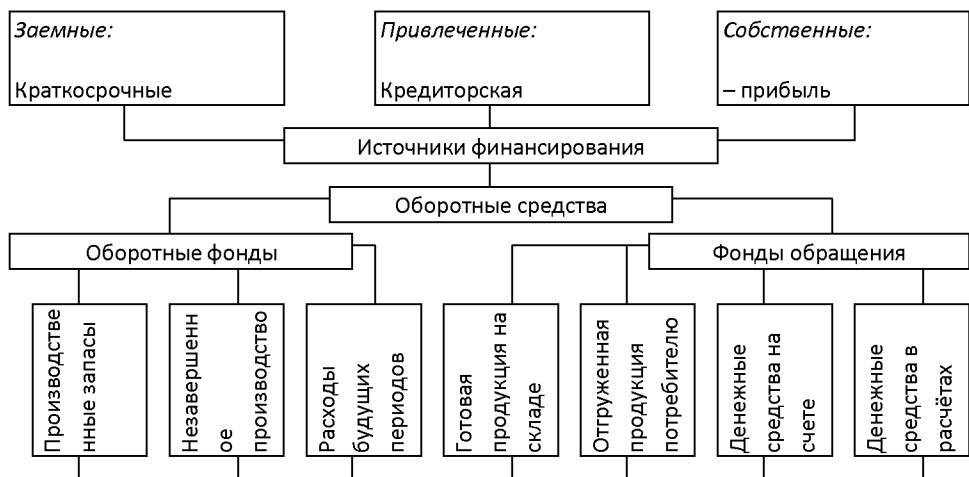 Заемные:
Краткосрочные
Привлеченные:
Кредиторская
Собственные:
– прибыль
Источники финансирования
Оборотные средства
Оборотные фонды
Фонды обращения
Производстве
нные запасы
Незавершенн
ое производство
Расходы
будущих
периодов
Готовая
продукция на
складе
Отгруженная
продукция
потребителю
Денежные
средства на
счете
Денежные
средства в
расчётах